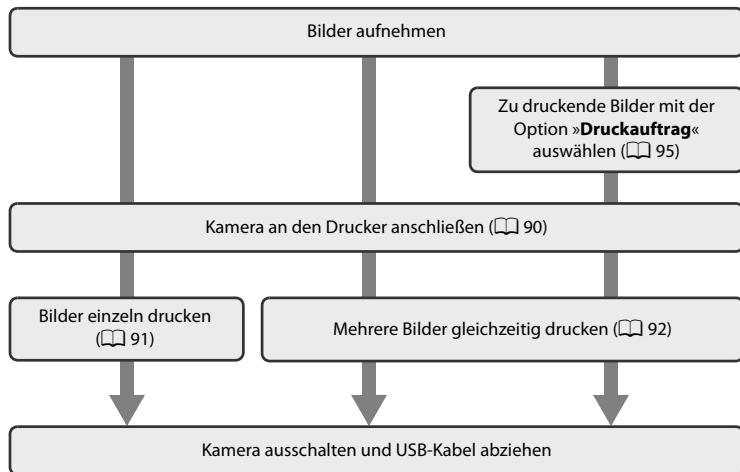 Bilder aufnehmen
Zu druckende Bilder mit der
Option »Druckauftrag«
auswählen (📖 95)
Kamera an den Drucker anschließen (📖 90)
Bilder einzeln drucken
(📖 91)
Mehrere Bilder gleichzeitig drucken (📖 92)
Kamera ausschalten und USB-Kabel abziehen